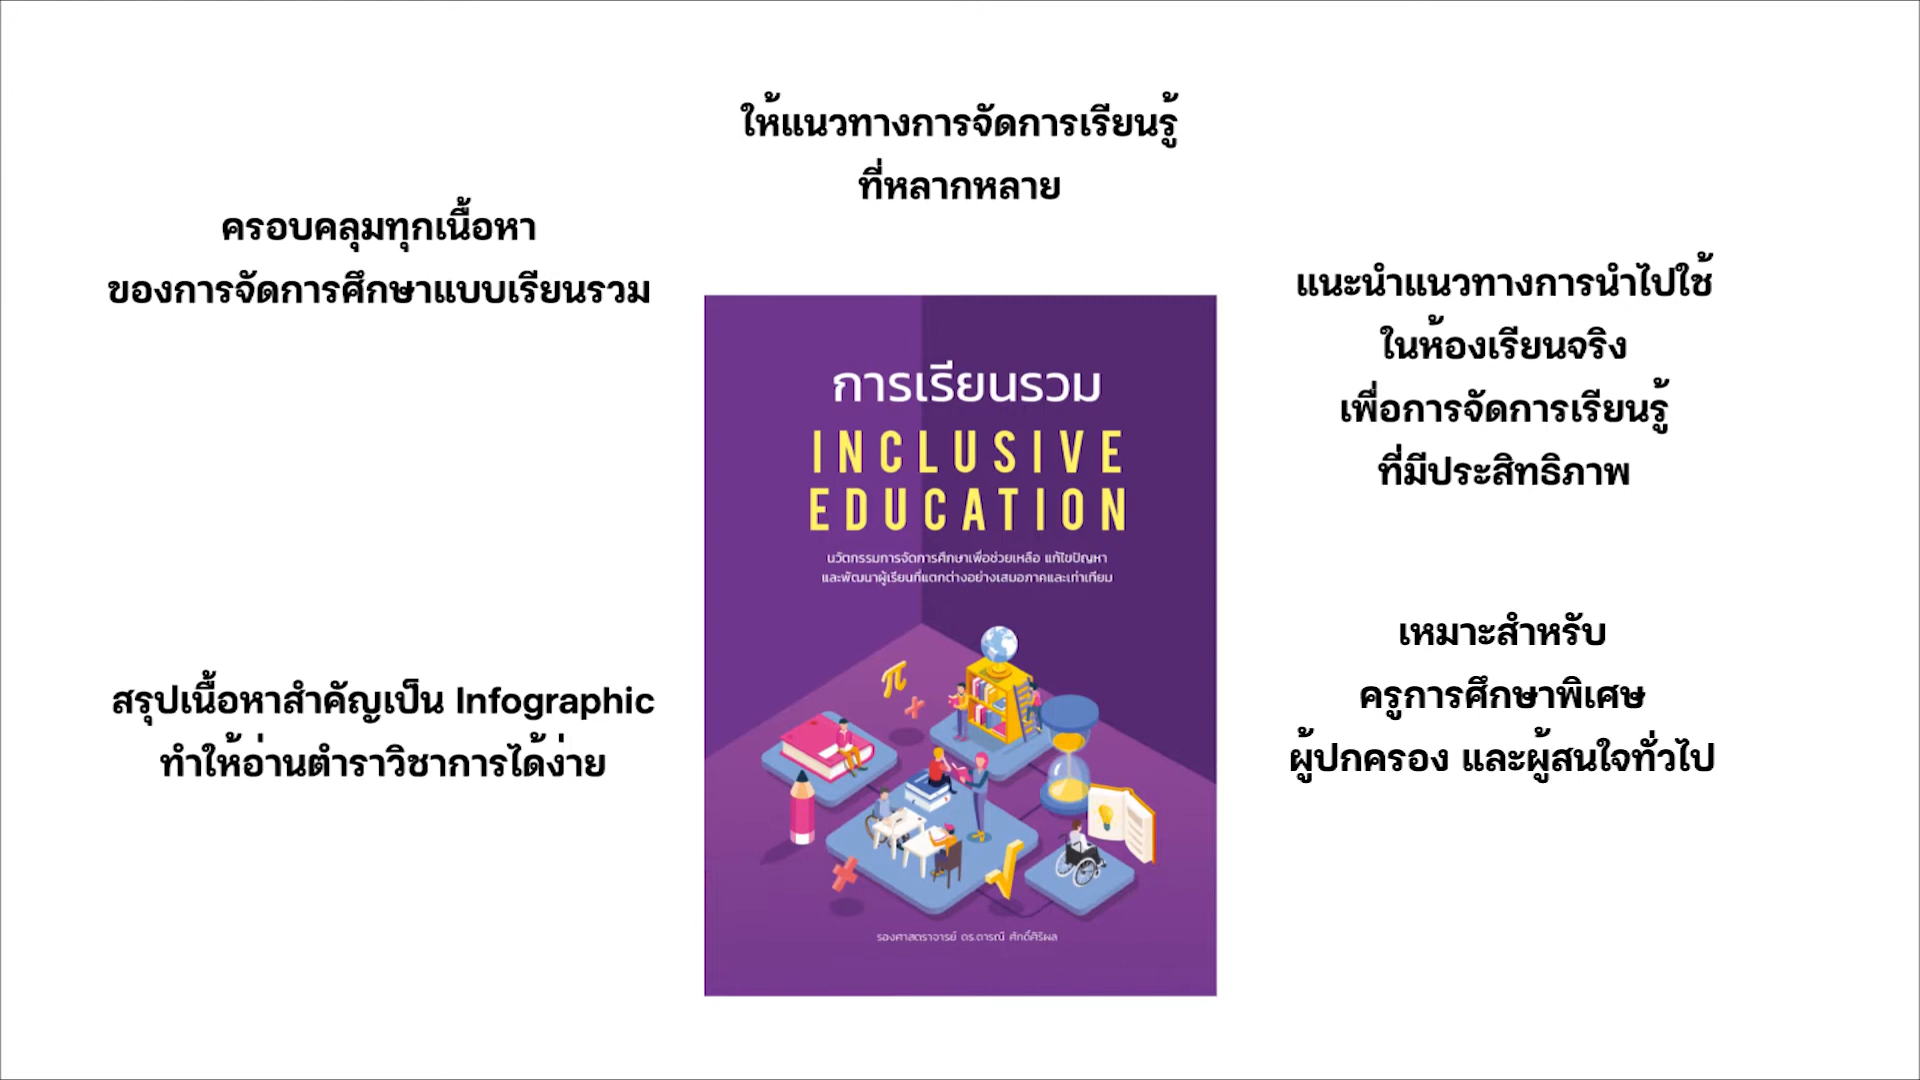 ให้แนวทางการจัดการเรียนรู้
ที่หลากหลาย
ครอบคลุมทุกเนื้อหา
ของการจัดการศึกษาแบบเรียนรวม
แนะนำแนวทางการนำไปใช้
ในห้องเรียนจริง
เพื่อการจัดการเรียนรู้
ที่มีประสิทธิภาพ
การเรียนรวม
INCLUSIVE
EDUCATION
นวัตกรรมการจัดการศึกษาเพื่อช่วยเหลือ แก้ไขปัญหา
และพัฒนาผู้เรียนที่แตกต่างอย่างเสมอภาคและเท่าเทียม
สรุปเนื้อหาสำคัญเป็น Infographic
ทำให้อ่านตำราวิชาการได้ง่าย
เหมาะสำหรับ
ครูการศึกษาพิเศษ
ผู้ปกครอง และผู้สนใจทั่วไป
รองศาสตราจารย์ ดร.ดารณี ศักดิ์ศิริผล